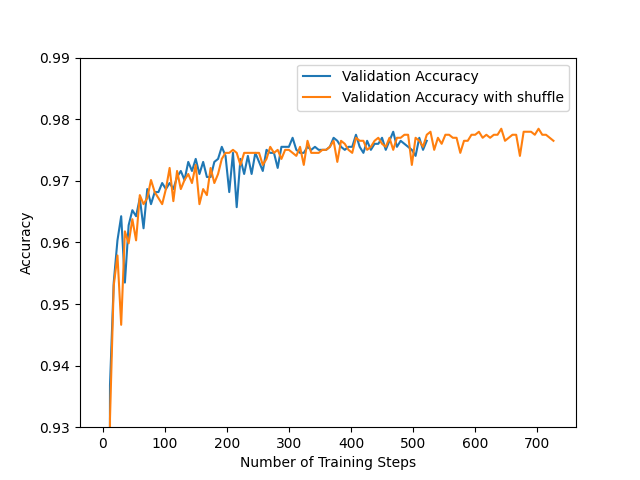 0.99
0.98
0.97
0.96
0.95
0.94
0.93
Accuracy
Validation Accuracy
Validation Accuracy with shuffle
0 100 200 300 400 500 600 700
Number of Training Steps